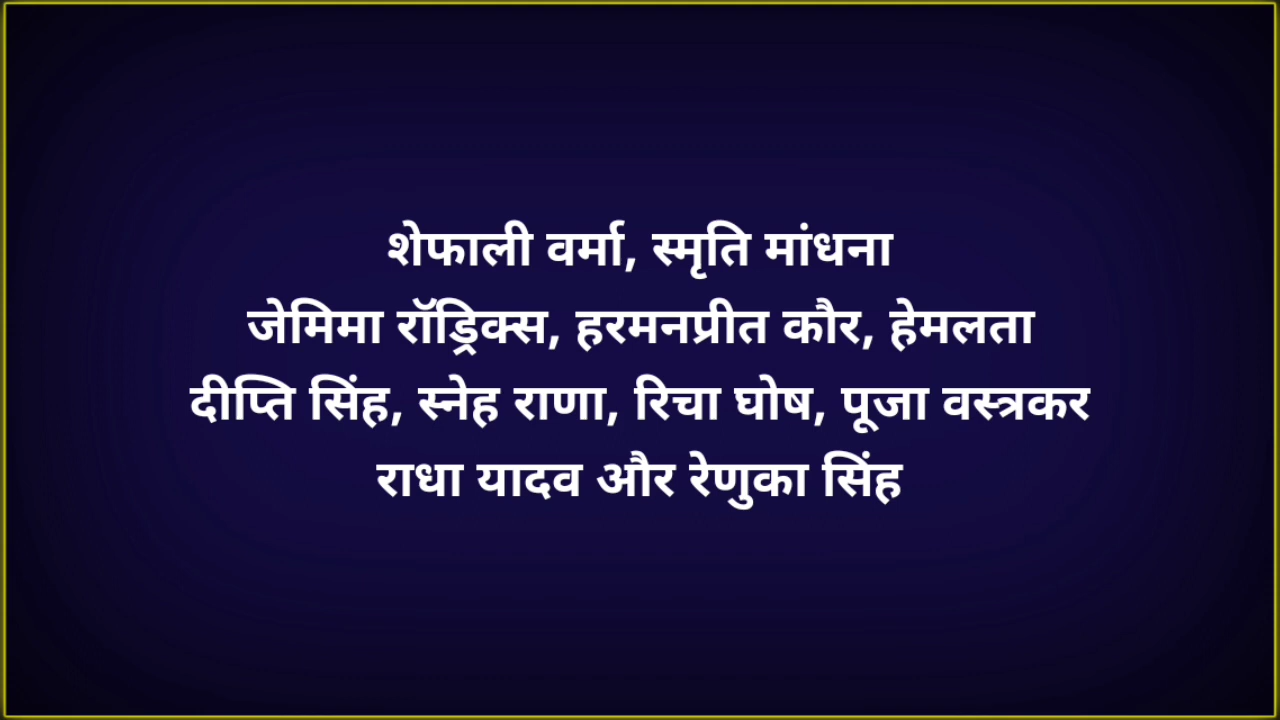 शेफाली वर्मा, स्मृति मांधना
जेमिमा रॉड्रिक्स, हरमनप्रीत कौर, हेमलता
दीप्ति सिंह, स्नेह राणा, रिचा घोष, पूजा वस्त्रकर
राधा यादव और रेणुका सिंह